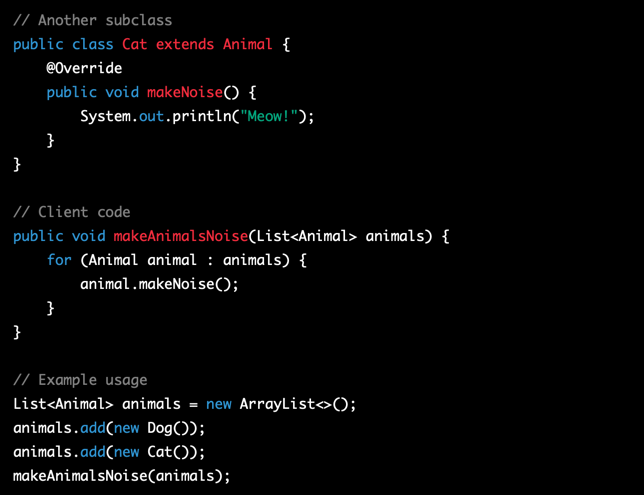 // Another subclass
public class Cat extends Animal {
    @Override
    public void makeNoise() {
        System.out.println("Meow!");
    }
}

// Client code
public void makeAnimalsNoise(List<Animal> animals) {
    for (Animal animal : animals) {
        animal.makeNoise();
    }
}

// Example usage
List<Animal> animals = new ArrayList<>();
animals.add(new Dog());
animals.add(new Cat());
makeAnimalsNoise(animals);